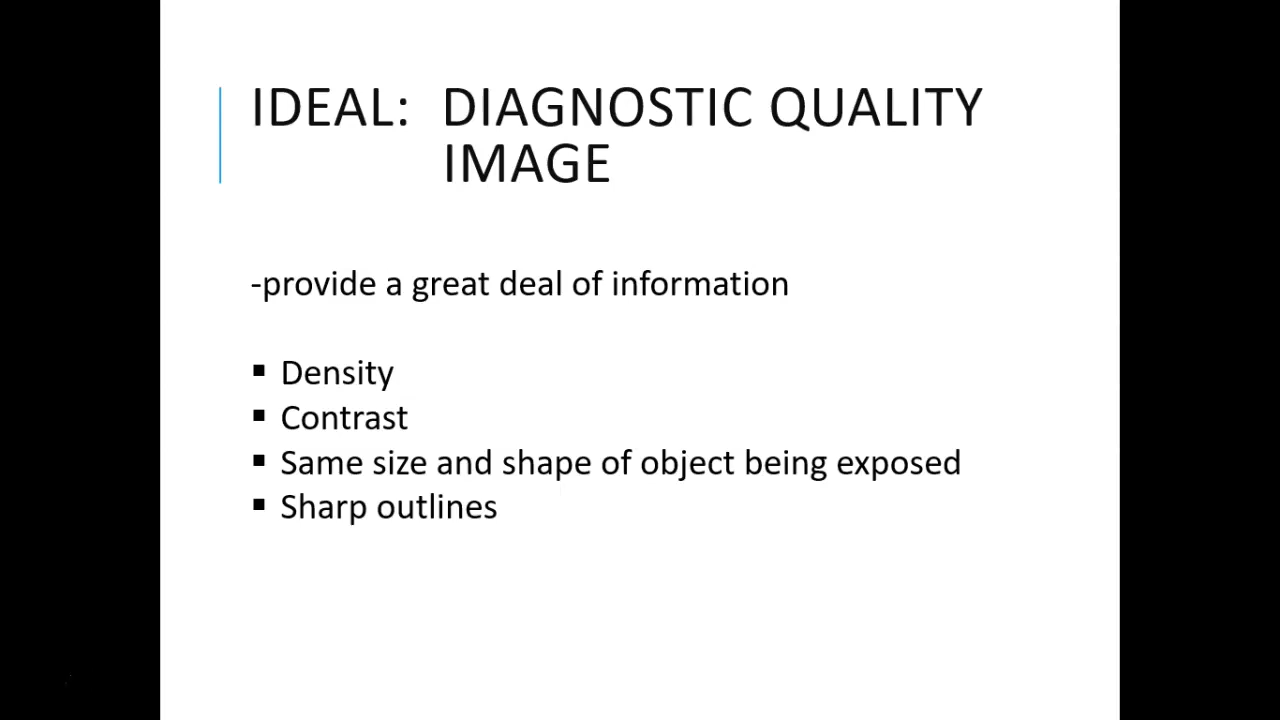 IDEAL: DIAGNOSTIC QUALITY
IMAGE
-provide a great deal of information
▪ Density
▪ Contrast
▪ Same size and shape of object being exposed
▪ Sharp outlines